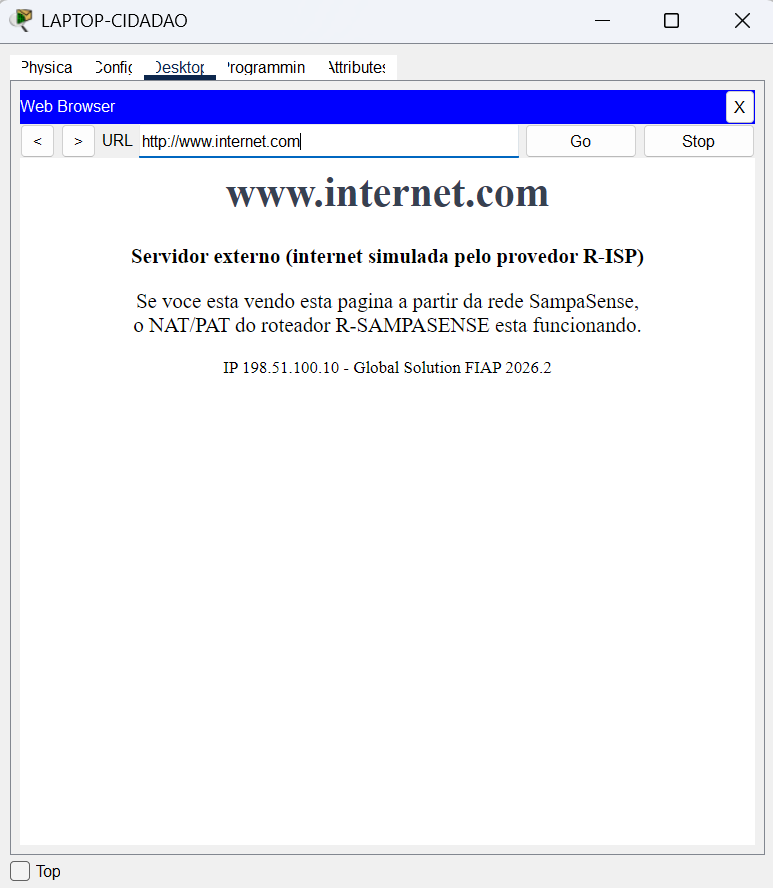 LAPTOP-CIDADAO
Physica Config Desktop Programmin Attributes
Web Browser X
< > URL http://www.internet.com Go Stop
www.internet.com
Servidor externo (internet simulada pelo provedor R-ISP)
Se voce esta vendo esta pagina a partir da rede SampaSense,
o NAT/PAT do roteador R-SAMPASENSE esta funcionando.
IP 198.51.100.10 - Global Solution FIAP 2026.2
Top